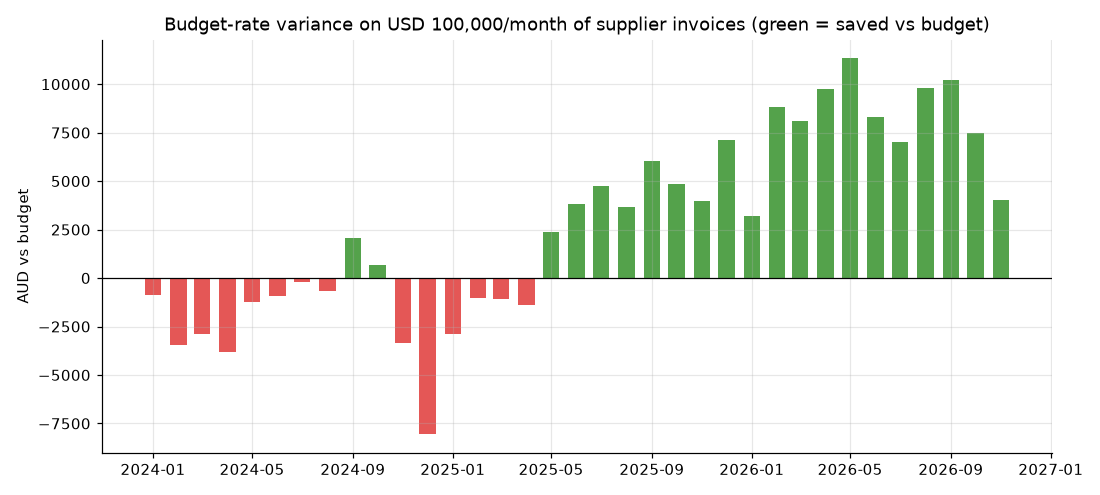 Budget-rate variance on USD 100,000/month of supplier invoices (green = saved vs budget)
AUD vs budget
10000
7500
5000
2500
0
−2500
−5000
−7500
2024-01 2024-05 2024-09 2025-01 2025-05 2025-09 2026-01 2026-05 2026-09 2027-01